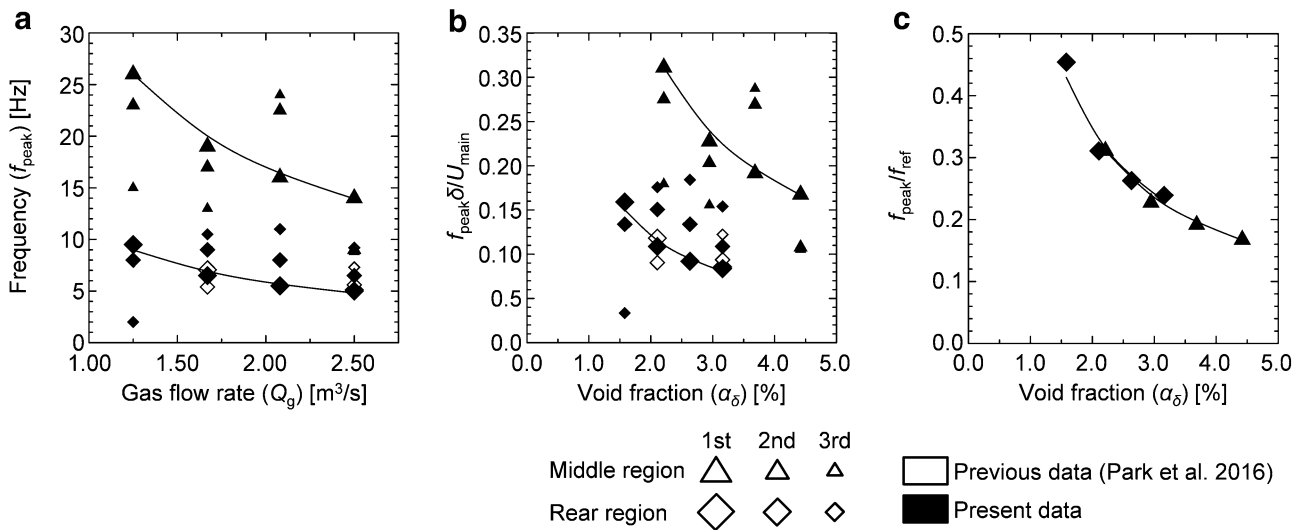 a
30
25
20
15
10
5
0
1.00
1.50
2.00
2.50
Frequency (f_peak) [Hz]
Gas flow rate (Q_g) [m³/s]
b
0.35
0.30
0.25
0.20
0.15
0.10
0.05
0.0
0.0
1.0
2.0
3.0
4.0
5.0
f_peak δ/U_main
Void fraction (α_δ) [%]
c
0.5
0.4
0.3
0.2
0.1
0.0
0.0
1.0
2.0
3.0
4.0
5.0
f_peak/f_ref
Void fraction (α_δ) [%]
1st 2nd 3rd
Middle region
Rear region
Previous data (Park et al. 2016)
Present data